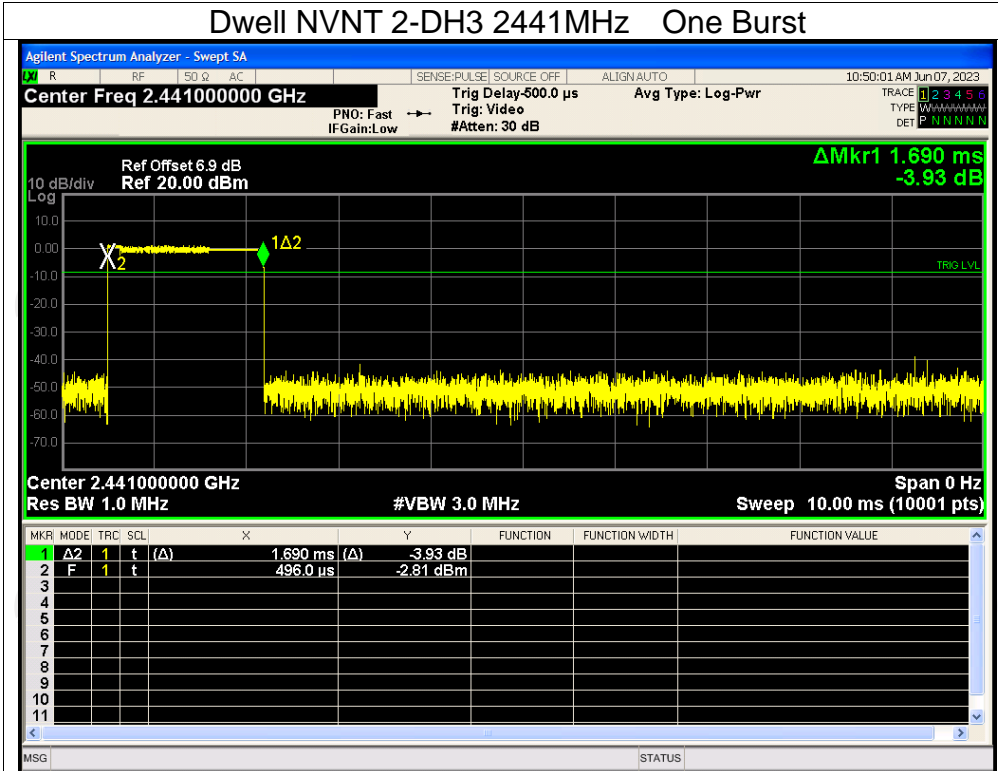 Dwell NVNT 2-DH3 2441MHz One Burst
Agilent Spectrum Analyzer - Swept SA
LXI R RF 50 Ω AC SENSE:PULSE SOURCE OFF ALIGN AUTO 10:50:01 AM Jun 07, 2023
Center Freq 2.441000000 GHz
Trig Delay-500.0 µs Avg Type: Log-Pwr TRACE 1 2 3 4 5 6
PNO: Fast Trig: Video TYPE WWWWWW
IFGain:Low #Atten: 30 dB DET P N N N N N
ΔMkr1 1.690 ms
-3.93 dB
Ref Offset 6.9 dB
10 dB/div Ref 20.00 dBm
Log
10.0
0.00
-10.0
-20.0
-30.0
-40.0
-50.0
-60.0
-70.0
X2
1Δ2
TRIG LVL
Center 2.441000000 GHz Span 0 Hz
Res BW 1.0 MHz #VBW 3.0 MHz Sweep 10.00 ms (10001 pts)
MKR MODE TRC SCL X Y FUNCTION FUNCTION WIDTH FUNCTION VALUE
1 Δ2 1 t (Δ) 1.690 ms (Δ) -3.93 dB
2 F 1 t 496.0 µs -2.81 dBm
3
4
5
6
7
8
9
10
11
MSG STATUS